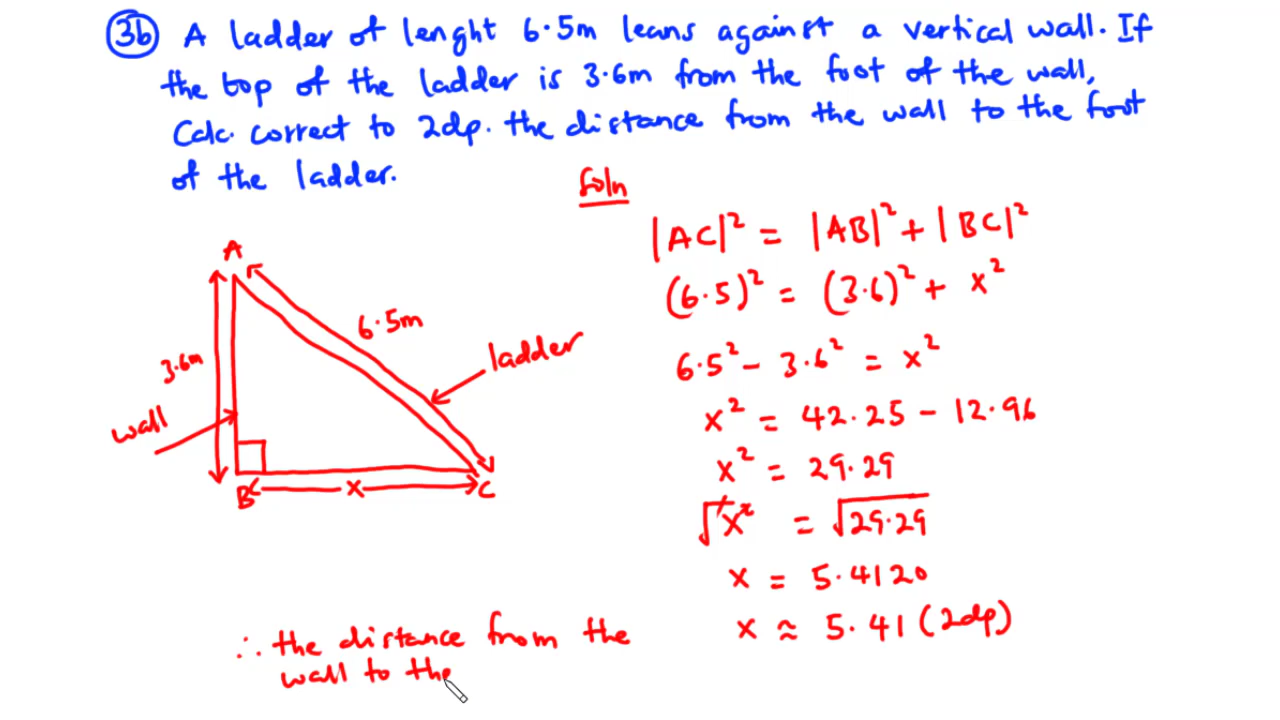 3b A ladder of lenght 6.5m leans against a vertical wall. If
the top of the ladder is 3.6m from the foot of the wall,
Calc. correct to 2dp. the distance from the wall to the foot
of the ladder.
Soln
|AC|² = |AB|² + |BC|²
(6.5)² = (3.6)² + x²
6.5² - 3.6² = x²
x² = 42.25 - 12.96
x² = 29.29
√x² = √29.29
x = 5.4120
x ≈ 5.41 (2dp)
A
6.5m
3.6m
ladder
wall
B
x
C
∴ the distance from the
wall to the